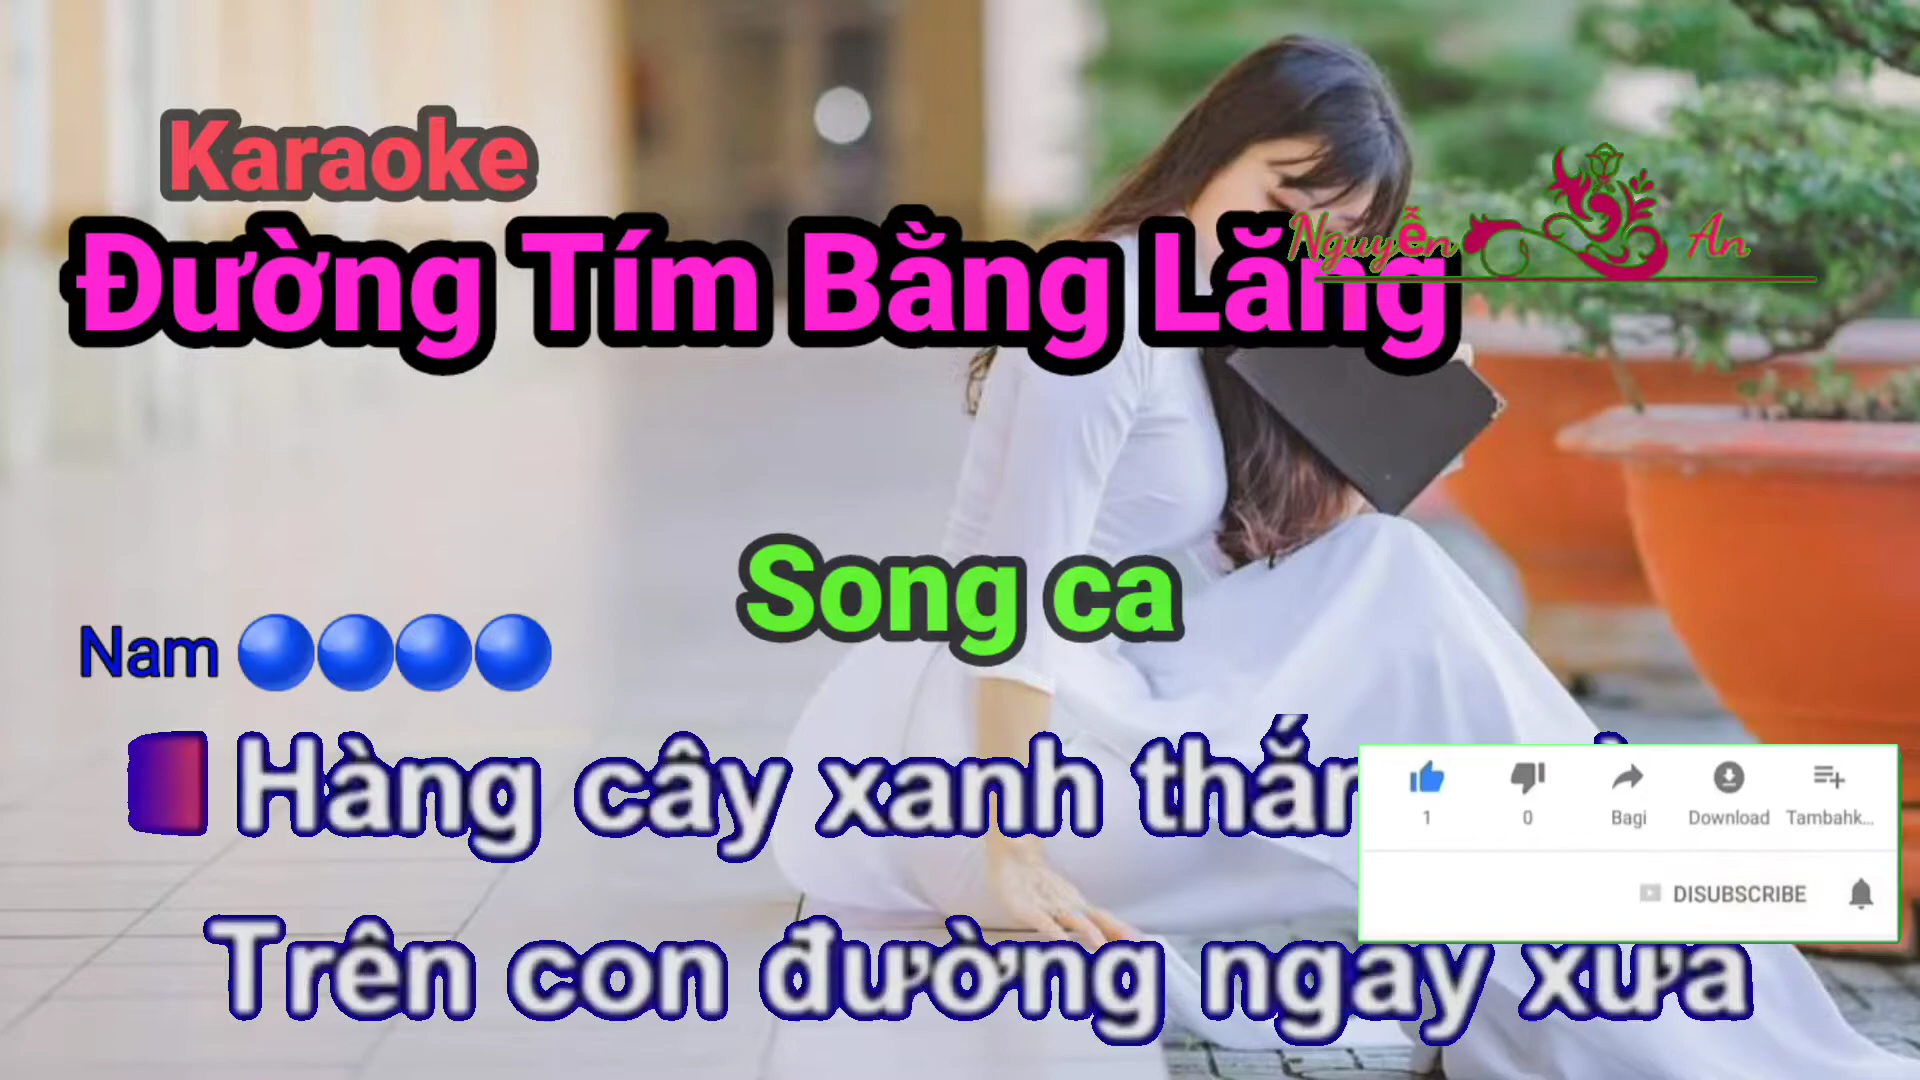 Karaoke
Đường Tím Bằng Lăng
Nguyễn An
Song ca
Nam
Hàng cây xanh thắm
Trên con đường ngày xưa
1
0
Bagi
Download
Tambahk...
DISUBSCRIBE